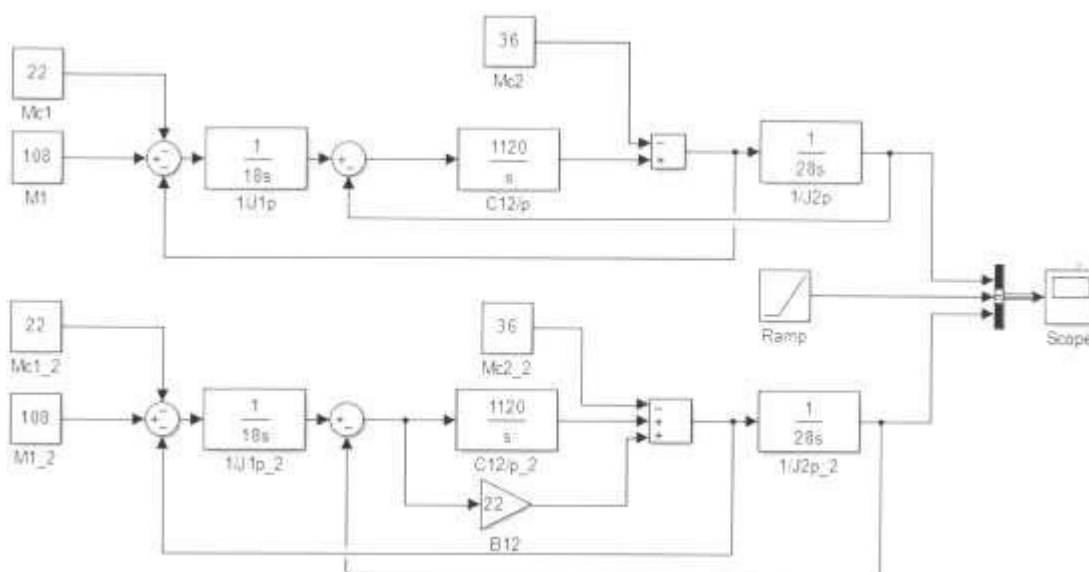 36
Mc2
22
Mc1
108
M1
1
18s
1/J1p
1120
s
C12/p
1
28s
1/J2p
Ramp
Scope
22
Mc1_2
36
Mc2_2
108
M1_2
1
18s
1/J1p_2
1120
s
C12/p_2
1
28s
1/J2p_2
22
B12